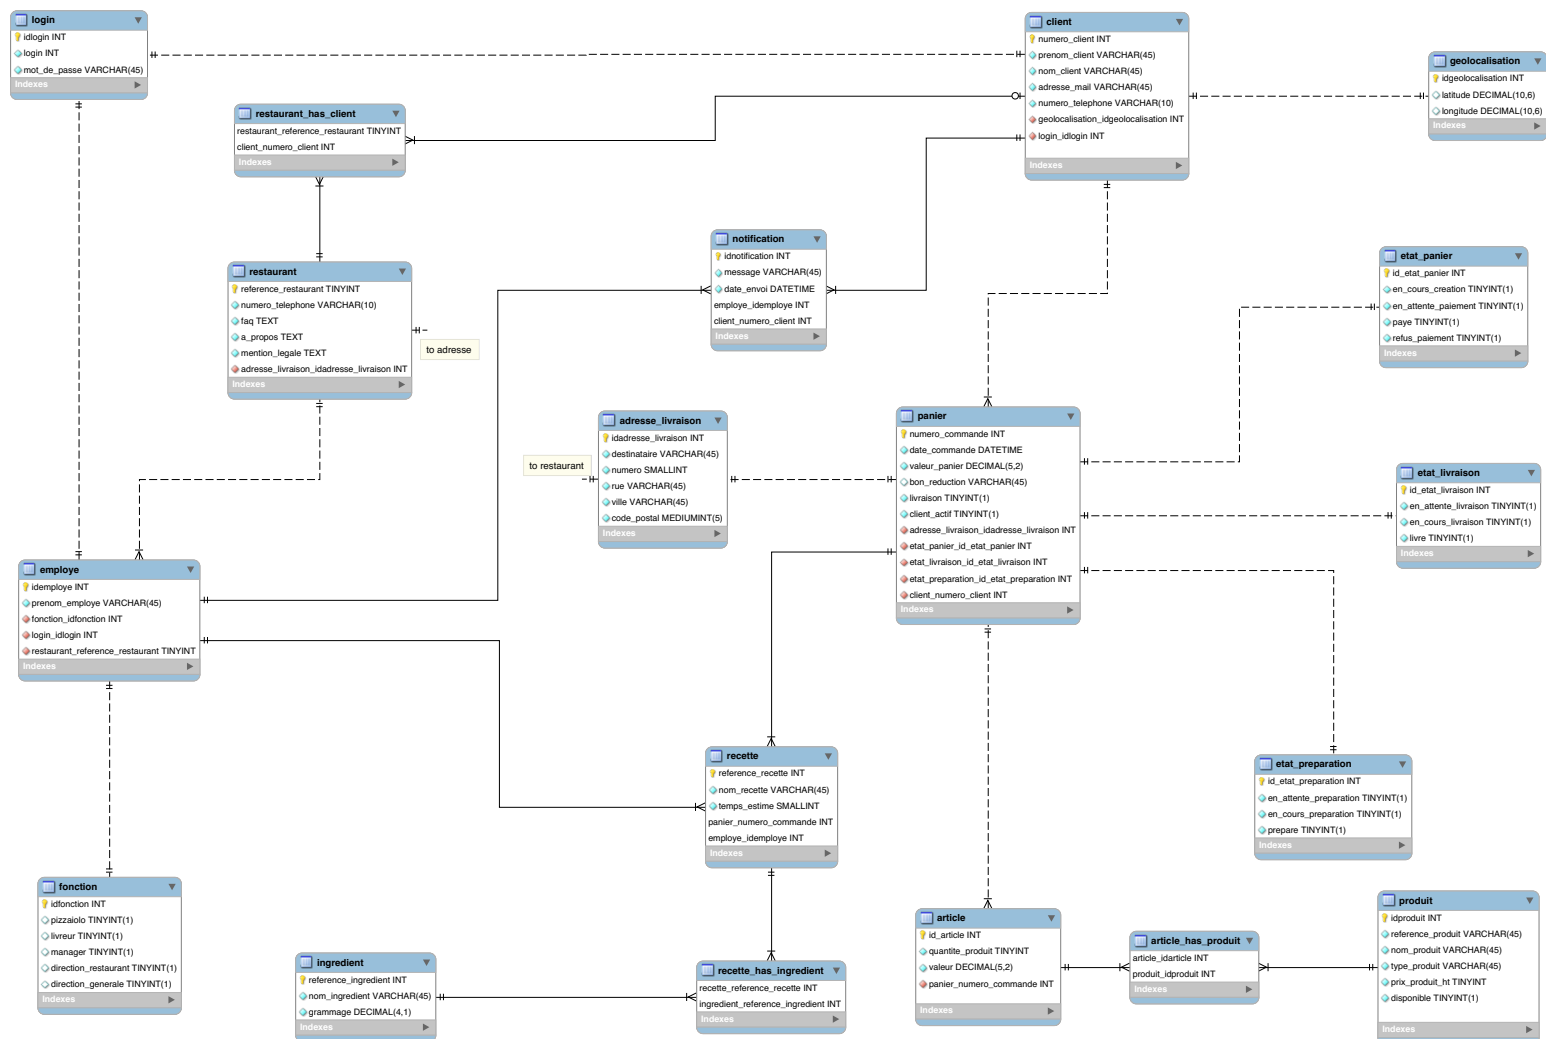 login
idlogin INT
login INT
mot_de_passe VARCHAR(45)
Indexes
client
numero_client INT
prenom_client VARCHAR(45)
nom_client VARCHAR(45)
adresse_mail VARCHAR(45)
numero_telephone VARCHAR(10)
geolocalisation_idgeolocalisation INT
login_idlogin INT
Indexes
geolocalisation
idgeolocalisation INT
latitude DECIMAL(10,6)
longitude DECIMAL(10,6)
Indexes
restaurant_has_client
restaurant_reference_restaurant TINYINT
client_numero_client INT
Indexes
restaurant
reference_restaurant TINYINT
numero_telephone VARCHAR(10)
faq TEXT
a_propos TEXT
mention_legale TEXT
adresse_livraison_idadresse_livraison INT
Indexes
to adresse
notification
idnotification INT
message VARCHAR(45)
date_envoi DATETIME
employe_idemploye INT
client_numero_client INT
Indexes
etat_panier
id_etat_panier INT
en_cours_creation TINYINT(1)
en_attente_paiement TINYINT(1)
paye TINYINT(1)
refus_paiement TINYINT(1)
Indexes
to restaurant
adresse_livraison
idadresse_livraison INT
destinataire VARCHAR(45)
numero SMALLINT
rue VARCHAR(45)
ville VARCHAR(45)
code_postal MEDIUMINT(5)
Indexes
panier
numero_commande INT
date_commande DATETIME
valeur_panier DECIMAL(5,2)
bon_reduction VARCHAR(45)
livraison TINYINT(1)
client_actif TINYINT(1)
adresse_livraison_idadresse_livraison INT
etat_panier_id_etat_panier INT
etat_livraison_id_etat_livraison INT
etat_preparation_id_etat_preparation INT
client_numero_client INT
Indexes
etat_livraison
id_etat_livraison INT
en_attente_livraison TINYINT(1)
en_cours_livraison TINYINT(1)
livre TINYINT(1)
Indexes
employe
idemploye INT
prenom_employe VARCHAR(45)
fonction_idfonction INT
login_idlogin INT
restaurant_reference_restaurant TINYINT
Indexes
recette
reference_recette INT
nom_recette VARCHAR(45)
temps_estime SMALLINT
panier_numero_commande INT
employe_idemploye INT
Indexes
etat_preparation
id_etat_preparation INT
en_attente_preparation TINYINT(1)
en_cours_preparation TINYINT(1)
prepare TINYINT(1)
Indexes
fonction
idfonction INT
pizzaiolo TINYINT(1)
livreur TINYINT(1)
manager TINYINT(1)
direction_restaurant TINYINT(1)
direction_generale TINYINT(1)
Indexes
ingredient
reference_ingredient INT
nom_ingredient VARCHAR(45)
grammage DECIMAL(4,1)
Indexes
recette_has_ingredient
recette_reference_recette INT
ingredient_reference_ingredient INT
Indexes
article
id_article INT
quantite_produit TINYINT
valeur DECIMAL(5,2)
panier_numero_commande INT
Indexes
article_has_produit
article_idarticle INT
produit_idproduit INT
Indexes
produit
idproduit INT
reference_produit VARCHAR(45)
nom_produit VARCHAR(45)
type_produit VARCHAR(45)
prix_produit_ht TINYINT
disponible TINYINT(1)
Indexes